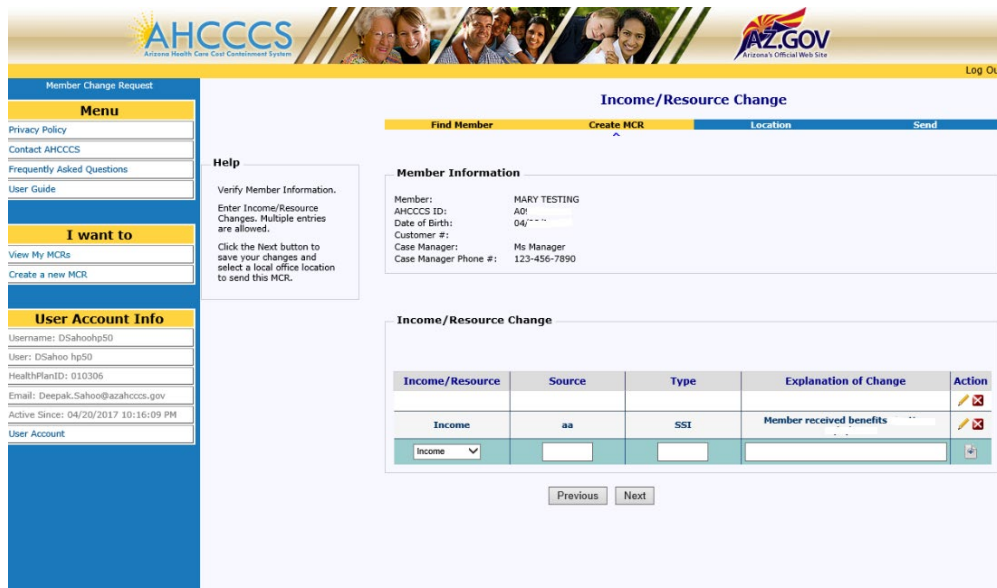 AHCCCS
Arizona Health Care Cost Containment System
AZ.GOV
Arizona's Official Web Site
Log Ou
Member Change Request
Menu
Privacy Policy
Contact AHCCCS
Frequently Asked Questions
User Guide
I want to
View My MCRs
Create a new MCR
User Account Info
Username: DSahoohp50
User: DSahoo hp50
HealthPlanID: 010306
Email: Deepak.Sahoo@azahcccs.gov
Active Since: 04/20/2017 10:16:09 PM
User Account
Help
Verify Member Information.
Enter Income/Resource
Changes. Multiple entries
are allowed.
Click the Next button to
save your changes and
select a local office location
to send this MCR.
Income/Resource Change
Find Member Create MCR Location Send
Member Information
Member: MARY TESTING
AHCCCS ID: A0
Date of Birth: 04/
Customer #:
Case Manager: Ms Manager
Case Manager Phone #: 123-456-7890
Income/Resource Change
Income/Resource Source Type Explanation of Change Action
Income aa SSI Member received benefits
Income
Previous Next